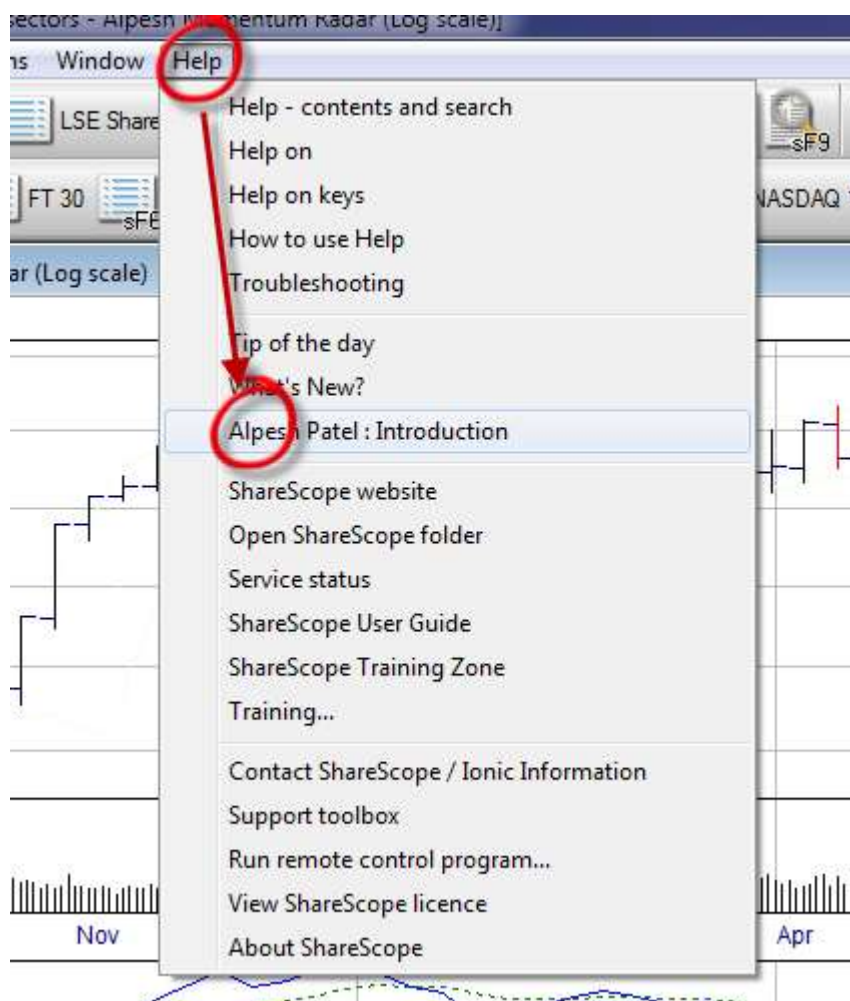 sectors - Alpesh Momentum Radar (Log scale)]
ns Window Help
LSE Share
sF9
FT 30
sF6
NASDAQ
ar (Log scale)
Help - contents and search
Help on
Help on keys
How to use Help
Troubleshooting
Tip of the day
What's New?
Alpesh Patel : Introduction
ShareScope website
Open ShareScope folder
Service status
ShareScope User Guide
ShareScope Training Zone
Training...
Contact ShareScope / Ionic Information
Support toolbox
Run remote control program...
View ShareScope licence
About ShareScope
Nov
Apr